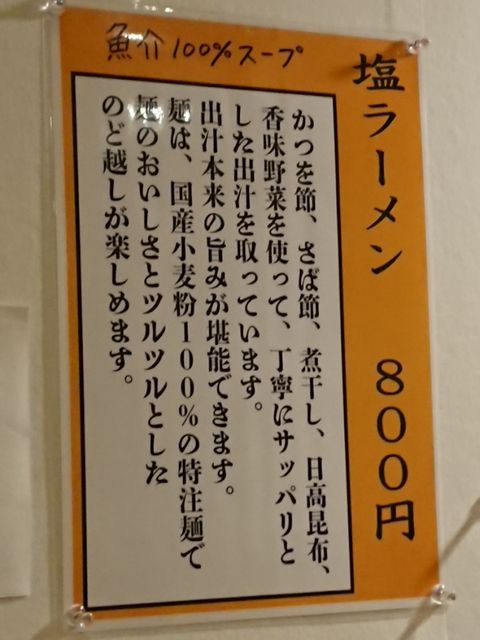 魚介100%スープ
塩ラーメン 800円
かつを節、さば節、煮干し、日高昆布、
香味野菜を使って、丁寧にサッパリと
した出汁を取っています。
出汁本来の旨みが堪能できます。
麺は、国産小麦粉100%の特注麺で
麺のおいしさとツルツルとした
のど越しが楽しめます。